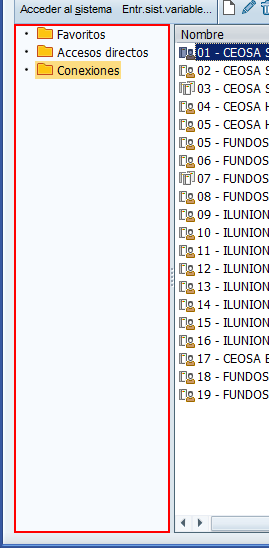 Acceder al sistema Entr.sist.variable...
Favoritos
Accesos directos
Conexiones
Nombre
01 - CEOSA S
02 - CEOSA S
03 - CEOSA S
04 - CEOSA H
05 - CEOSA H
05 - FUNDOS
06 - FUNDOS
07 - FUNDOS
08 - FUNDOS
09 - ILUNION
10 - ILUNION
11 - ILUNION
12 - ILUNION
13 - ILUNION
14 - ILUNION
15 - ILUNION
16 - ILUNION
17 - CEOSA E
18 - FUNDOS
19 - FUNDOS